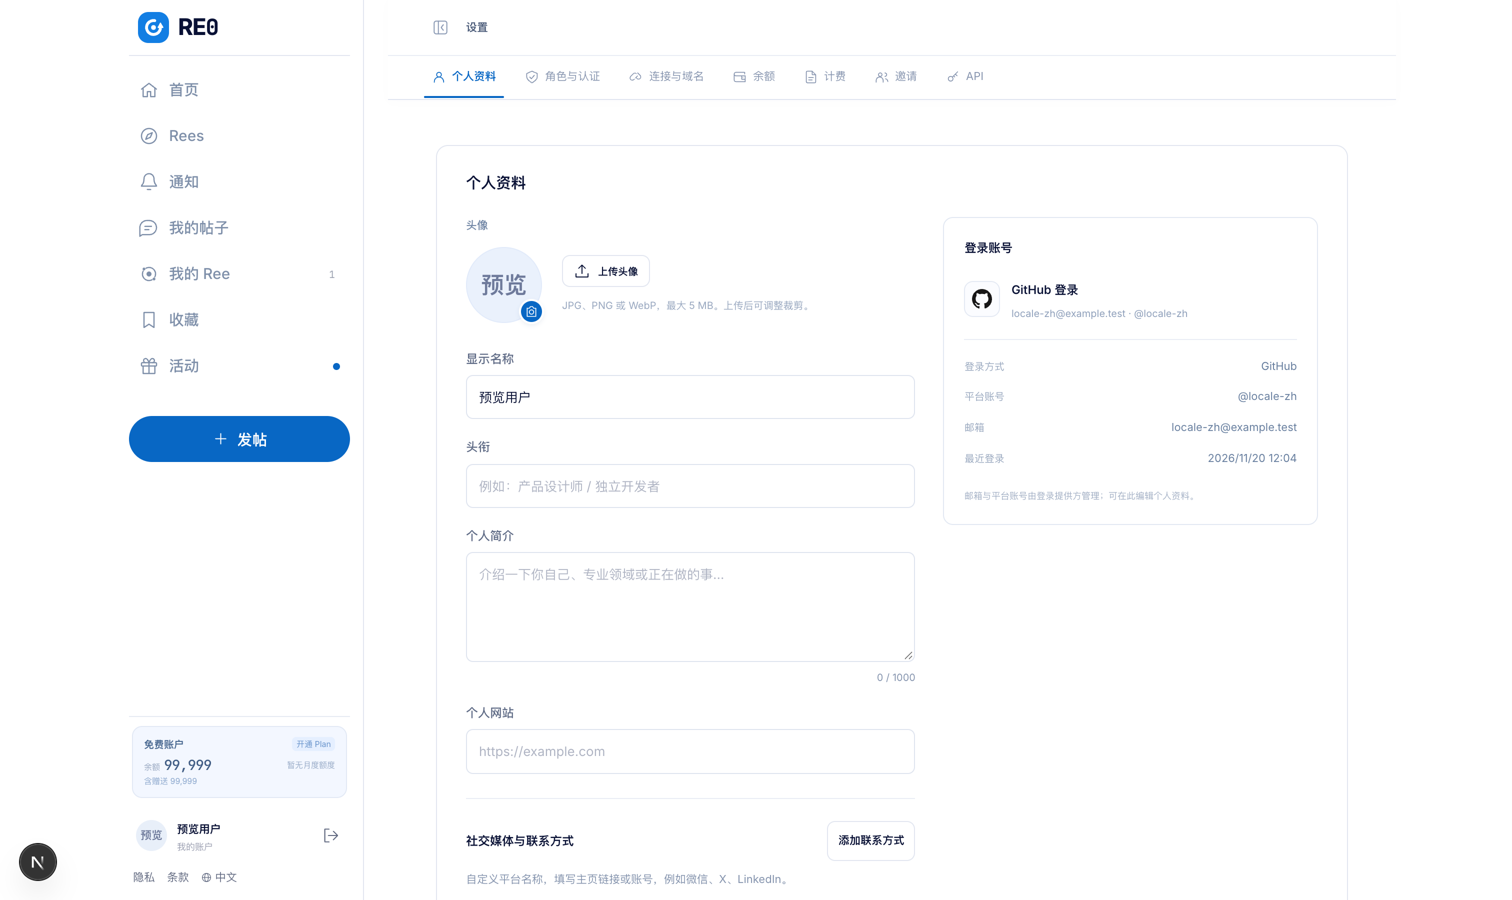 RE0
首页
Rees
通知
我的帖子
我的 Ree 1
收藏
活动
发帖
免费账户 开通 Plan
余额 99,999 暂无月度额度
含赠送 99,999
预览 预览用户
我的账户
隐私 条款 中文
N
设置
个人资料 角色与认证 连接与域名 余额 计费 邀请 API
个人资料
头像
预览
上传头像
JPG、PNG 或 WebP，最大 5 MB。上传后可调整裁剪。
显示名称
预览用户
头衔
例如：产品设计师 / 独立开发者
个人简介
介绍一下你自己、专业领域或正在做的事...
0 / 1000
个人网站
https://example.com
社交媒体与联系方式 添加联系方式
自定义平台名称，填写主页链接或账号，例如微信、X、LinkedIn。
登录账号
GitHub 登录
locale-zh@example.test · @locale-zh
登录方式 GitHub
平台账号 @locale-zh
邮箱 locale-zh@example.test
最近登录 2026/11/20 12:04
邮箱与平台账号由登录提供方管理；可在此编辑个人资料。